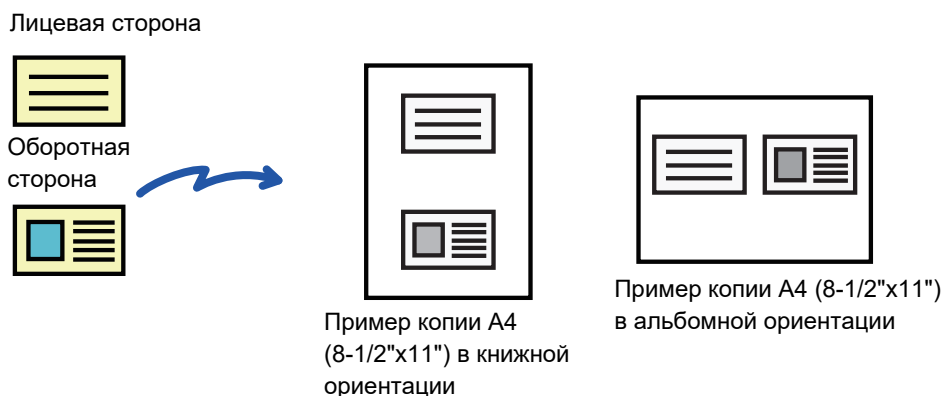 Лицевая сторона
Оборотная
сторона
Пример копии A4
(8-1/2"x11") в книжной
ориентации
Пример копии A4 (8-1/2"x11")
в альбомной ориентации